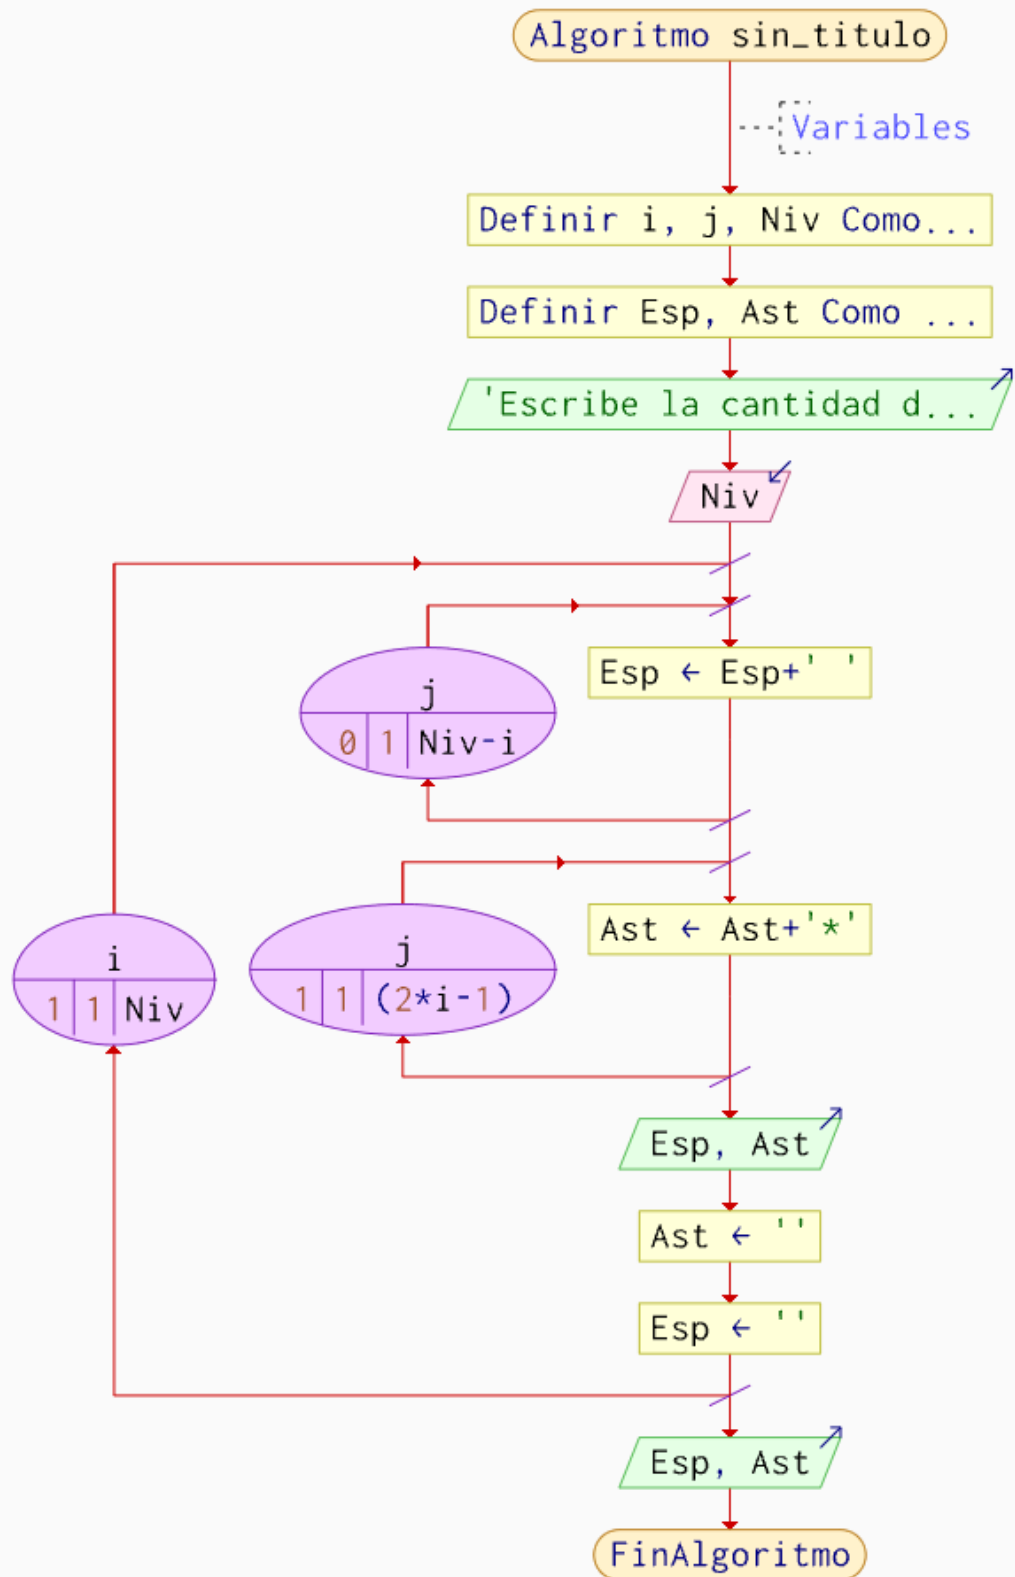 Algoritmo sin_titulo
Variables
Definir i, j, Niv Como...
Definir Esp, Ast Como ...
'Escribe la cantidad d...
Niv
Esp ← Esp+' '
j
0 1 Niv-i
Ast ← Ast+'*'
j
1 1 (2*i-1)
i
1 1 Niv
Esp, Ast
Ast ← ''
Esp ← ''
Esp, Ast
FinAlgoritmo